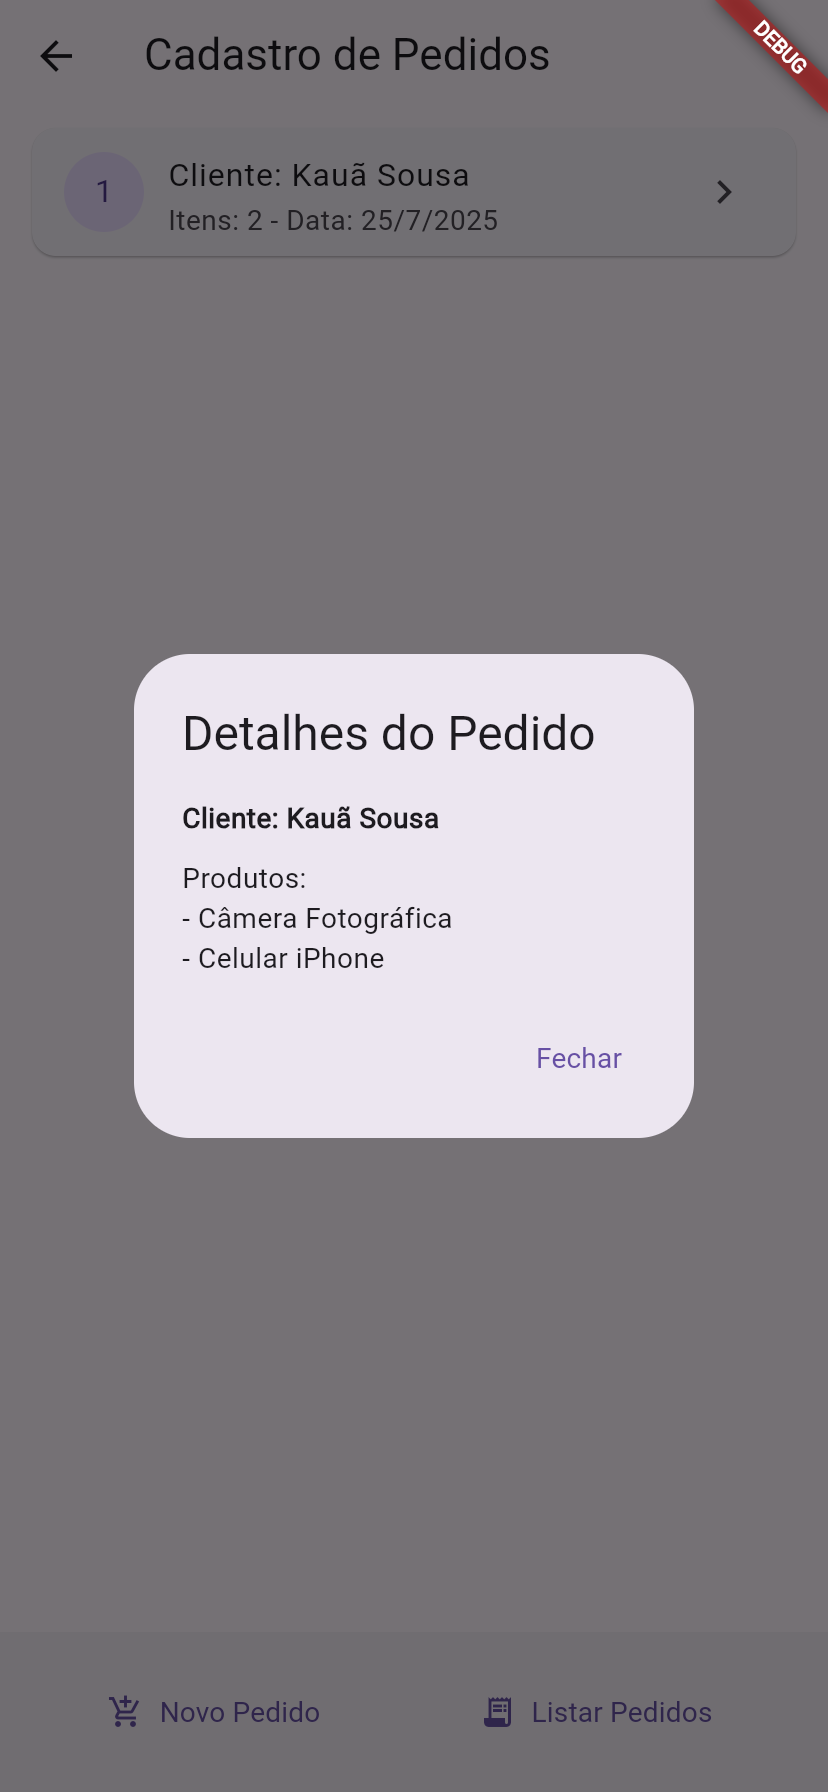 Cadastro de Pedidos
DEBUG
1
Cliente: Kauã Sousa
Itens: 2 - Data: 25/7/2025
Detalhes do Pedido
Cliente: Kauã Sousa
Produtos:
- Câmera Fotográfica
- Celular iPhone
Fechar
Novo Pedido
Listar Pedidos